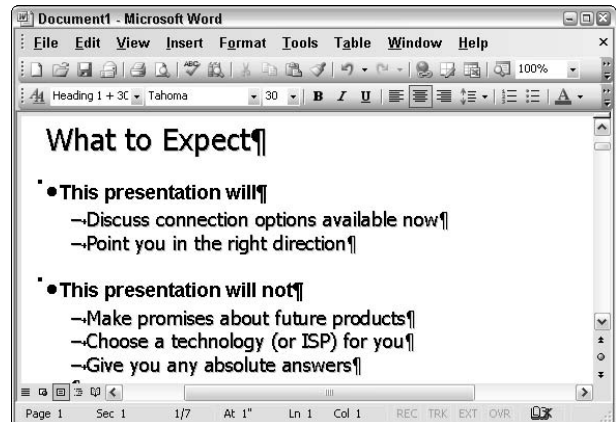 Document1 - Microsoft Word
File Edit View Insert Format Tools Table Window Help
100%
Heading 1 + 3C Tahoma 30 B I U A
What to Expect¶
●This presentation will¶
–→Discuss connection options available now¶
–→Point you in the right direction¶
●This presentation will not¶
–→Make promises about future products¶
–→Choose a technology (or ISP) for you¶
–→Give you any absolute answers¶
Page 1 Sec 1 1/7 At 1" Ln 1 Col 1 REC TRK EXT OVR